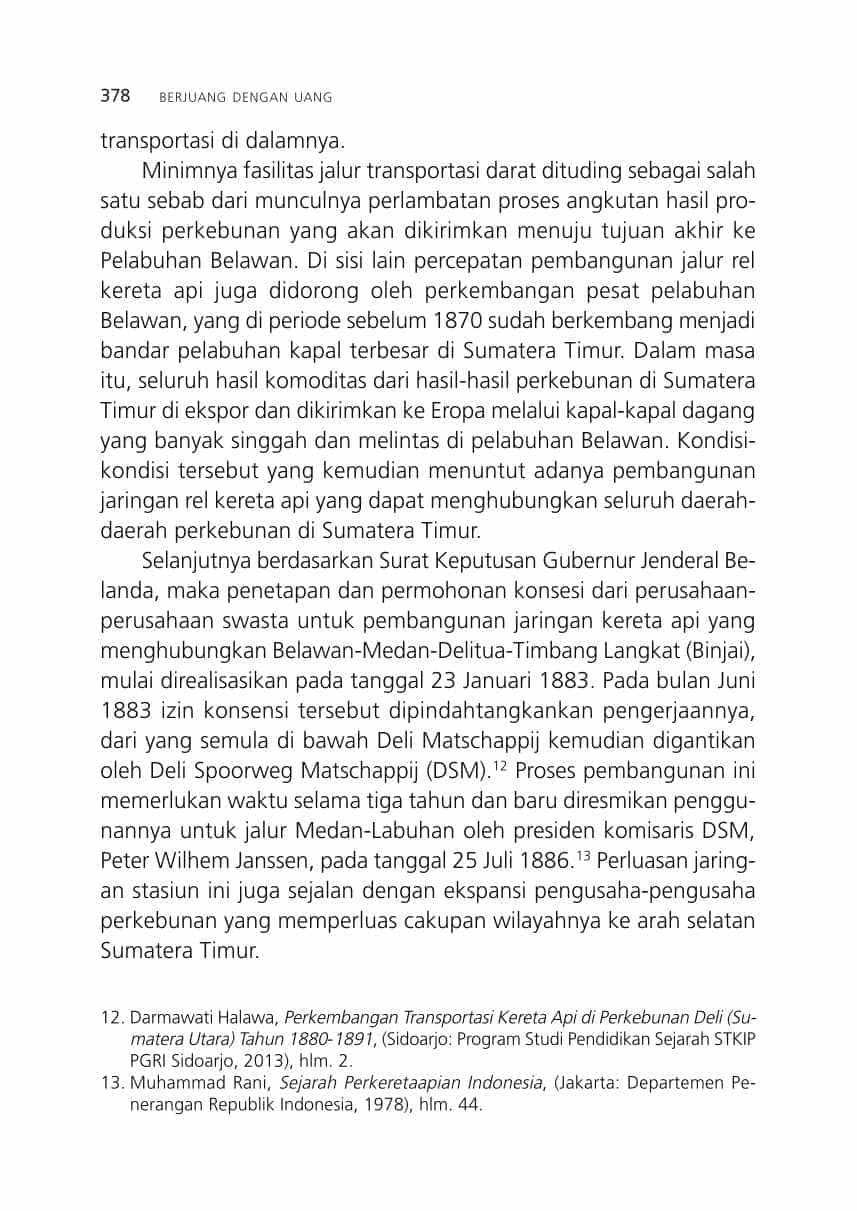 378 BERJUANG DENGAN UANG
transportasi di dalamnya.
Minimnya fasilitas jalur transportasi darat dituding sebagai salah
satu sebab dari munculnya perlambatan proses angkutan hasil pro-
duksi perkebunan yang akan dikirimkan menuju tujuan akhir ke
Pelabuhan Belawan. Di sisi lain percepatan pembangunan jalur rel
kereta api juga didorong oleh perkembangan pesat pelabuhan
Belawan, yang di periode sebelum 1870 sudah berkembang menjadi
bandar pelabuhan kapal terbesar di Sumatera Timur. Dalam masa
itu, seluruh hasil komoditas dari hasil-hasil perkebunan di Sumatera
Timur di ekspor dan dikirimkan ke Eropa melalui kapal-kapal dagang
yang banyak singgah dan melintas di pelabuhan Belawan. Kondisi-
kondisi tersebut yang kemudian menuntut adanya pembangunan
jaringan rel kereta api yang dapat menghubungkan seluruh daerah-
daerah perkebunan di Sumatera Timur.
Selanjutnya berdasarkan Surat Keputusan Gubernur Jenderal Be-
landa, maka penetapan dan permohonan konsesi dari perusahaan-
perusahaan swasta untuk pembangunan jaringan kereta api yang
menghubungkan Belawan-Medan-Delitua-Timbang Langkat (Binjai),
mulai direalisasikan pada tanggal 23 Januari 1883. Pada bulan Juni
1883 izin konsensi tersebut dipindahtangkankan pengerjaannya,
dari yang semula di bawah Deli Matschappij kemudian digantikan
oleh Deli Spoorweg Matschappij (DSM).12 Proses pembangunan ini
memerlukan waktu selama tiga tahun dan baru diresmikan penggu-
nannya untuk jalur Medan-Labuhan oleh presiden komisaris DSM,
Peter Wilhem Janssen, pada tanggal 25 Juli 1886.13 Perluasan jaring-
an stasiun ini juga sejalan dengan ekspansi pengusaha-pengusaha
perkebunan yang memperluas cakupan wilayahnya ke arah selatan
Sumatera Timur.
12. Darmawati Halawa, Perkembangan Transportasi Kereta Api di Perkebunan Deli (Su-
matera Utara) Tahun 1880-1891, (Sidoarjo: Program Studi Pendidikan Sejarah STKIP
PGRI Sidoarjo, 2013), hlm. 2.
13. Muhammad Rani, Sejarah Perkeretaapian Indonesia, (Jakarta: Departemen Pe-
nerangan Republik Indonesia, 1978), hlm. 44.